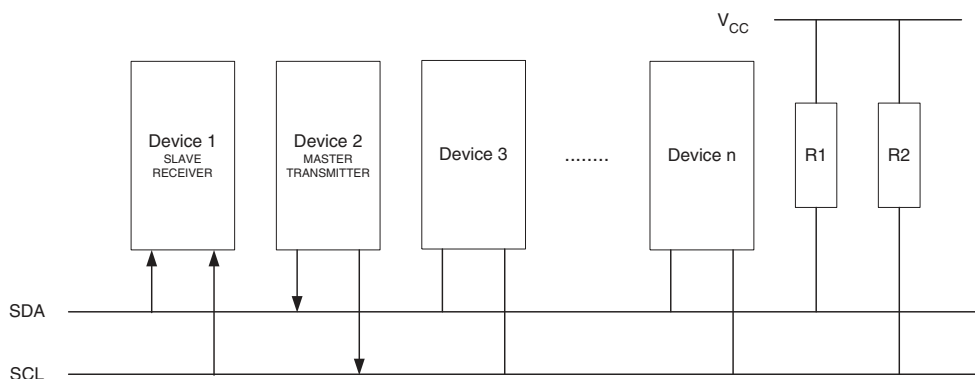 V_CC
Device 1
SLAVE
RECEIVER
Device 2
MASTER
TRANSMITTER
Device 3
........
Device n
R1
R2
SDA
SCL